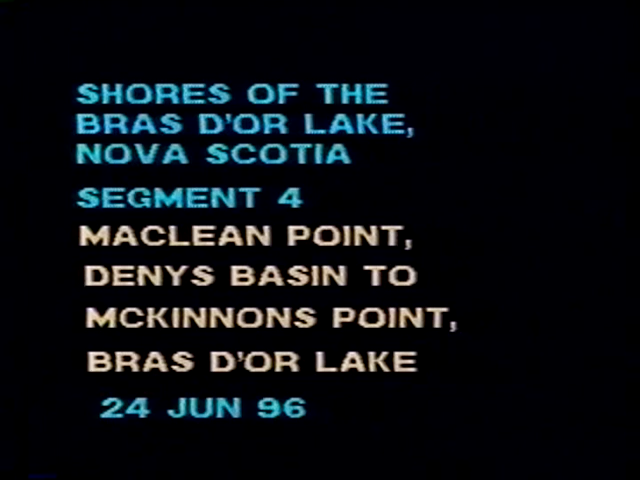 SHORES OF THE
BRAS D'OR LAKE,
NOVA SCOTIA
SEGMENT 4
MACLEAN POINT,
DENYS BASIN TO
MCKINNONS POINT,
BRAS D'OR LAKE
24 JUN 96